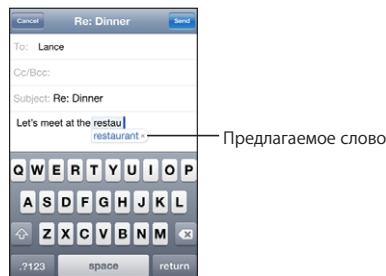 Cancel Re: Dinner Send
To: Lance
Cc/Bcc:
Subject: Re: Dinner
Let's meet at the restau
restaurant × Предлагаемое слово
Q W E R T Y U I O P
A S D F G H J K L
Z X C V B N M
.?123 space return